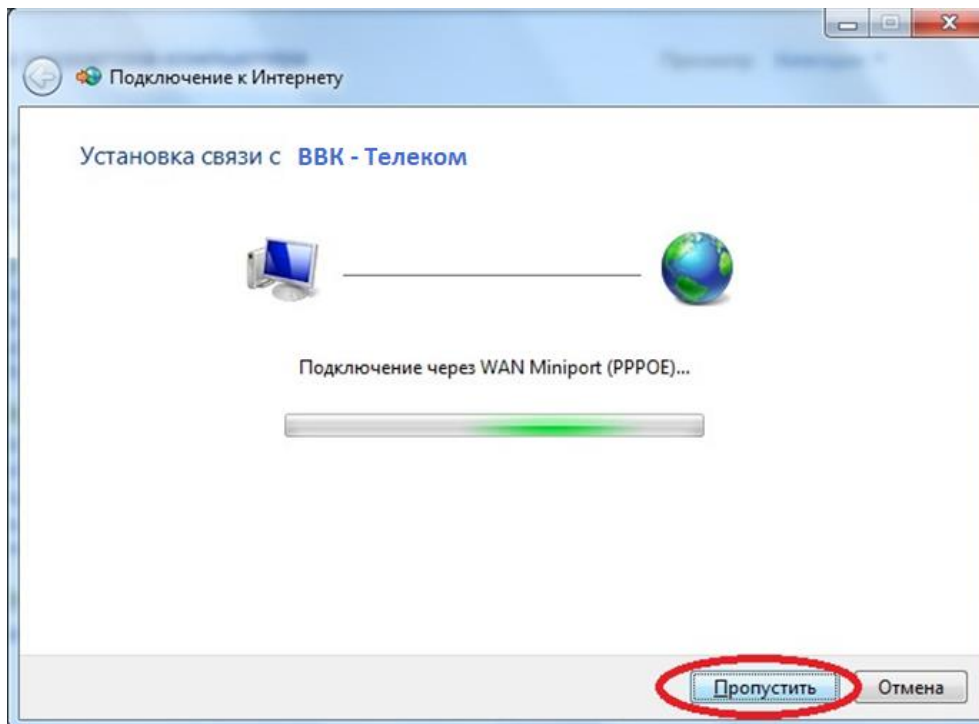 Подключение к Интернету
Установка связи с ВВК - Телеком
Подключение через WAN Miniport (PPPOE)...
Пропустить
Отмена